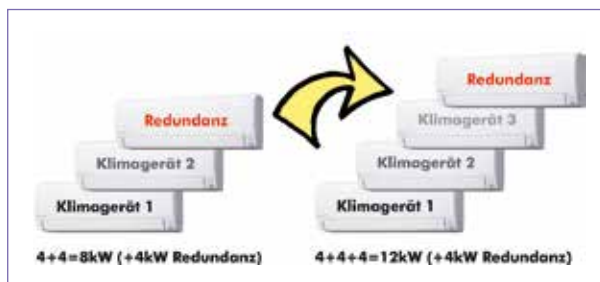 Redundanz
Klimagerät 2
Klimagerät 1
4+4=8kW (+4kW Redundanz)
Redundanz
Klimagerät 3
Klimagerät 2
Klimagerät 1
4+4+4=12kW (+4kW Redundanz)